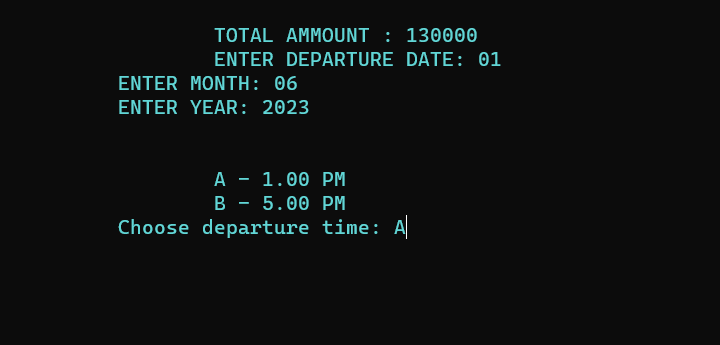 TOTAL AMMOUNT : 130000
ENTER DEPARTURE DATE: 01
ENTER MONTH: 06
ENTER YEAR: 2023
A - 1.00 PM
B - 5.00 PM
Choose departure time: A